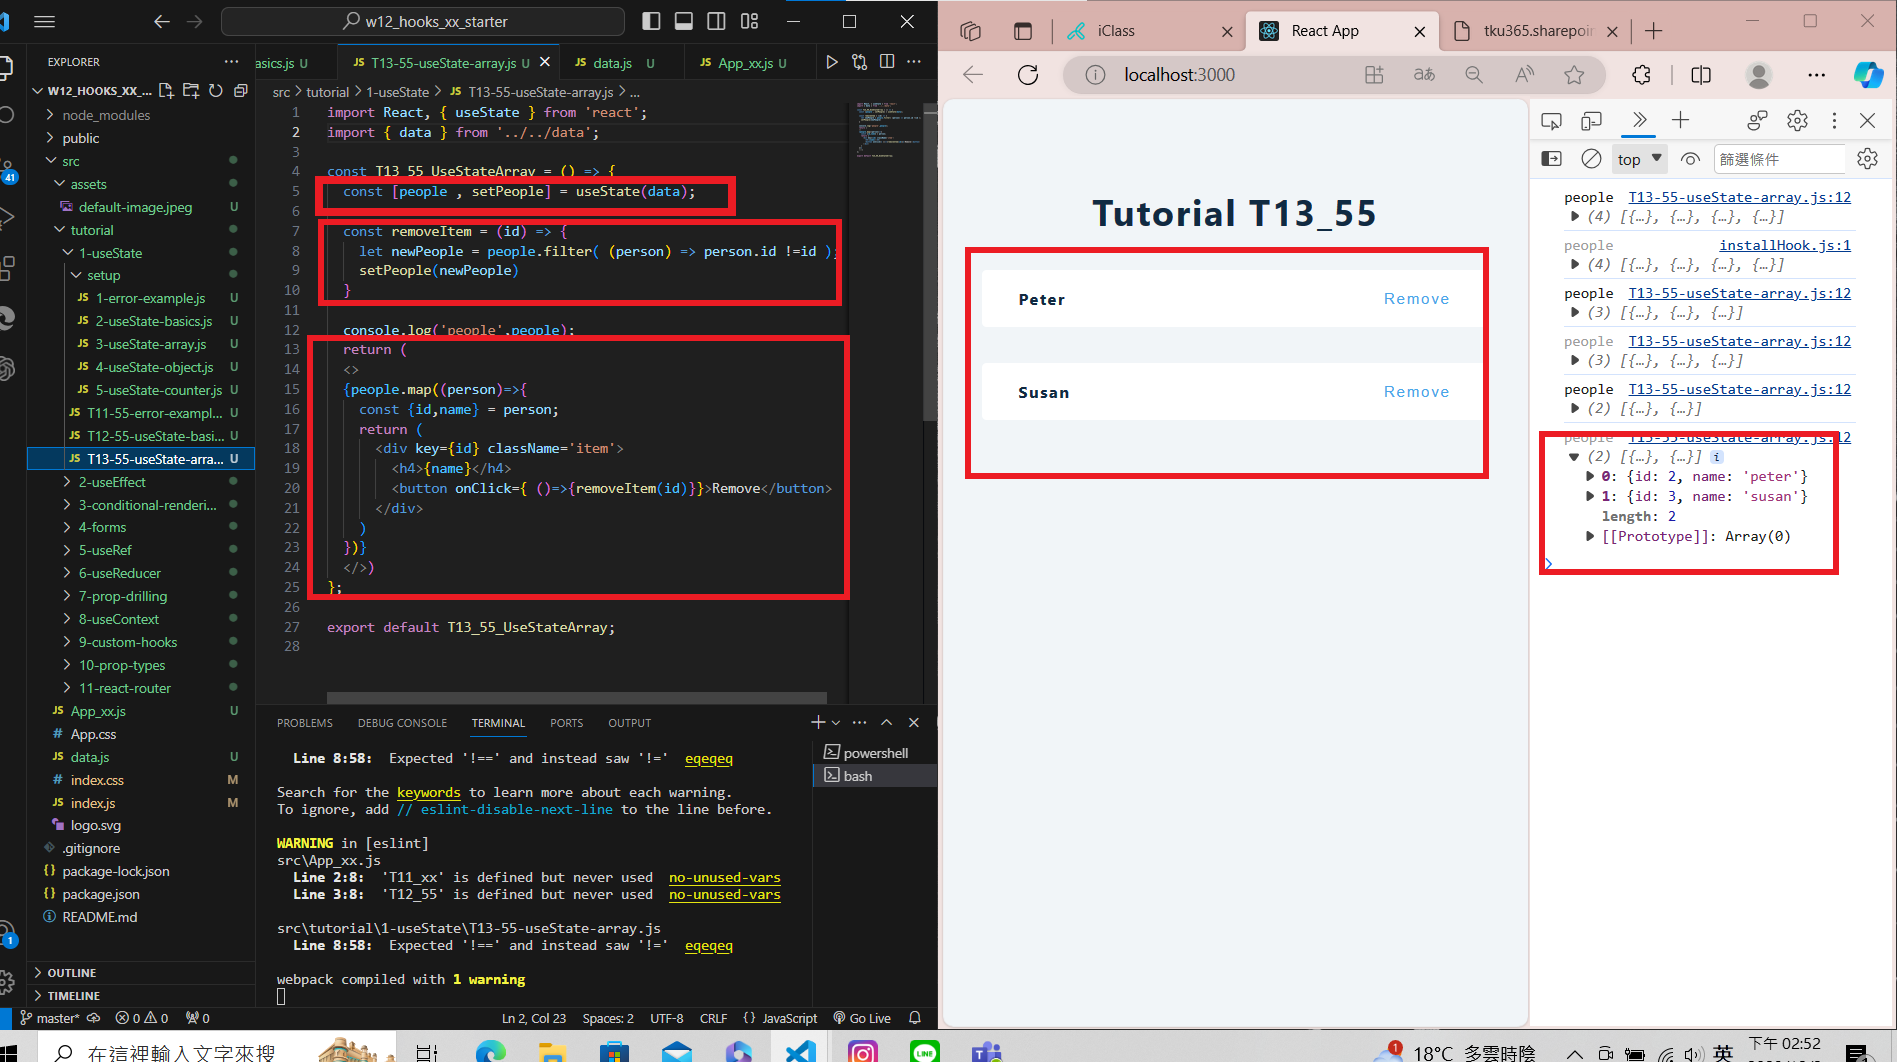 w12_hooks_xx_starter
EXPLORER
W12_HOOKS_XX_...
node_modules
public
src
assets
default-image.jpeg U
tutorial
1-useState
setup
JS 1-error-example.js U
JS 2-useState-basics.js U
JS 3-useState-array.js U
JS 4-useState-object.js U
JS 5-useState-counter.js U
JS T11-55-error-exampl... U
JS T12-55-useState-basi... U
JS T13-55-useState-arra... U
2-useEffect
3-conditional-renderi...
4-forms
5-useRef
6-useReducer
7-prop-drilling
8-useContext
9-custom-hooks
10-prop-types
11-react-router
JS App_xx.js U
# App.css
JS data.js U
# index.css M
JS index.js M
logo.svg
.gitignore
{} package-lock.json
{} package.json
README.md
OUTLINE
TIMELINE
41
1
asics.js U
JS T13-55-useState-array.js U
JS data.js U
JS App_xx.js U
src > tutorial > 1-useState > JS T13-55-useState-array.js > ...
1 import React, { useState } from 'react';
2 import { data } from '../../data';
3
4 const T13_55_UseStateArray = () => {
5 const [people , setPeople] = useState(data);
6
7 const removeItem = (id) => {
8 let newPeople = people.filter( (person) => person.id !=id );
9 setPeople(newPeople)
10 }
11
12 console.log('people',people);
13 return (
14 <>
15 {people.map((person)=>{
16 const {id,name} = person;
17 return (
18 <div key={id} className='item'>
19 <h4>{name}</h4>
20 <button onClick={ ()=>{removeItem(id)}}>Remove</button>
21 </div>
22 )
23 })}
24 </>)
25 };
26
27 export default T13_55_UseStateArray;
28
PROBLEMS DEBUG CONSOLE TERMINAL PORTS OUTPUT
powershell
bash
Line 8:58: Expected '!==' and instead saw '!=' eqeqeq
Search for the keywords to learn more about each warning.
To ignore, add // eslint-disable-next-line to the line before.
WARNING in [eslint]
src\App_xx.js
Line 2:8: 'T11_xx' is defined but never used no-unused-vars
Line 3:8: 'T12_55' is defined but never used no-unused-vars
src\tutorial\1-useState\T13-55-useState-array.js
Line 8:58: Expected '!==' and instead saw '!=' eqeqeq
webpack compiled with 1 warning
master* 0 0 0
Ln 2, Col 23 Spaces: 2 UTF-8 CRLF {} JavaScript Go Live
iClass
React App
tku365.sharepoin
localhost:3000
Tutorial T13_55
Peter Remove
Susan Remove
top
篩選條件
people T13-55-useState-array.js:12
(4) [{…}, {…}, {…}, {…}]
people installHook.js:1
(4) [{…}, {…}, {…}, {…}]
people T13-55-useState-array.js:12
(3) [{…}, {…}, {…}]
people T13-55-useState-array.js:12
(3) [{…}, {…}, {…}]
people T13-55-useState-array.js:12
(2) [{…}, {…}]
people T13-55-useState-array.js:12
(2) [{…}, {…}] i
0: {id: 2, name: 'peter'}
1: {id: 3, name: 'susan'}
length: 2
[[Prototype]]: Array(0)
在這裡輸入文字來搜
LINE
1
18°C 多雲時陰
英
下午 02:52